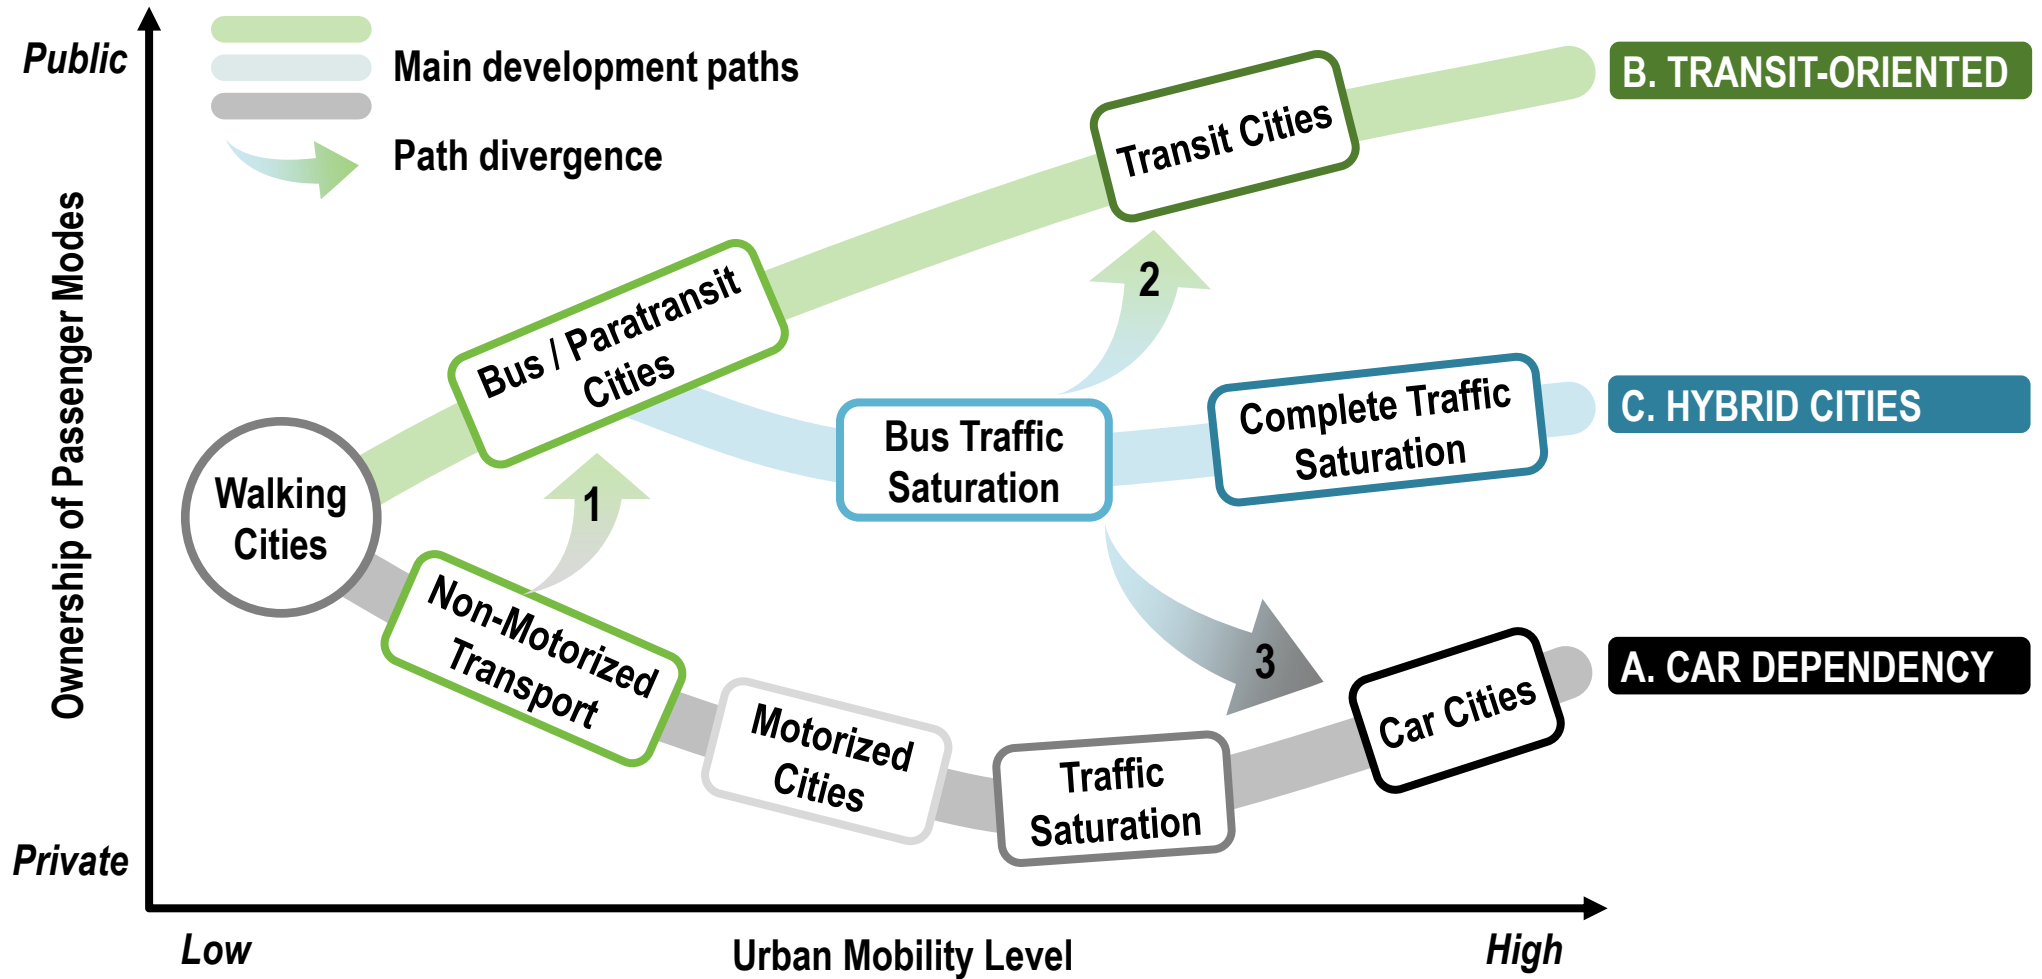 Public
Main development paths
Path divergence
B. TRANSIT-ORIENTED
Transit Cities
2
Bus / Paratransit
Cities
Ownership of Passenger Modes
C. HYBRID CITIES
Complete Traffic
Saturation
Bus Traffic
Saturation
Walking
Cities
1
Non-Motorized
Transport
3
A. CAR DEPENDENCY
Car Cities
Motorized
Cities
Traffic
Saturation
Private
Low
Urban Mobility Level
High